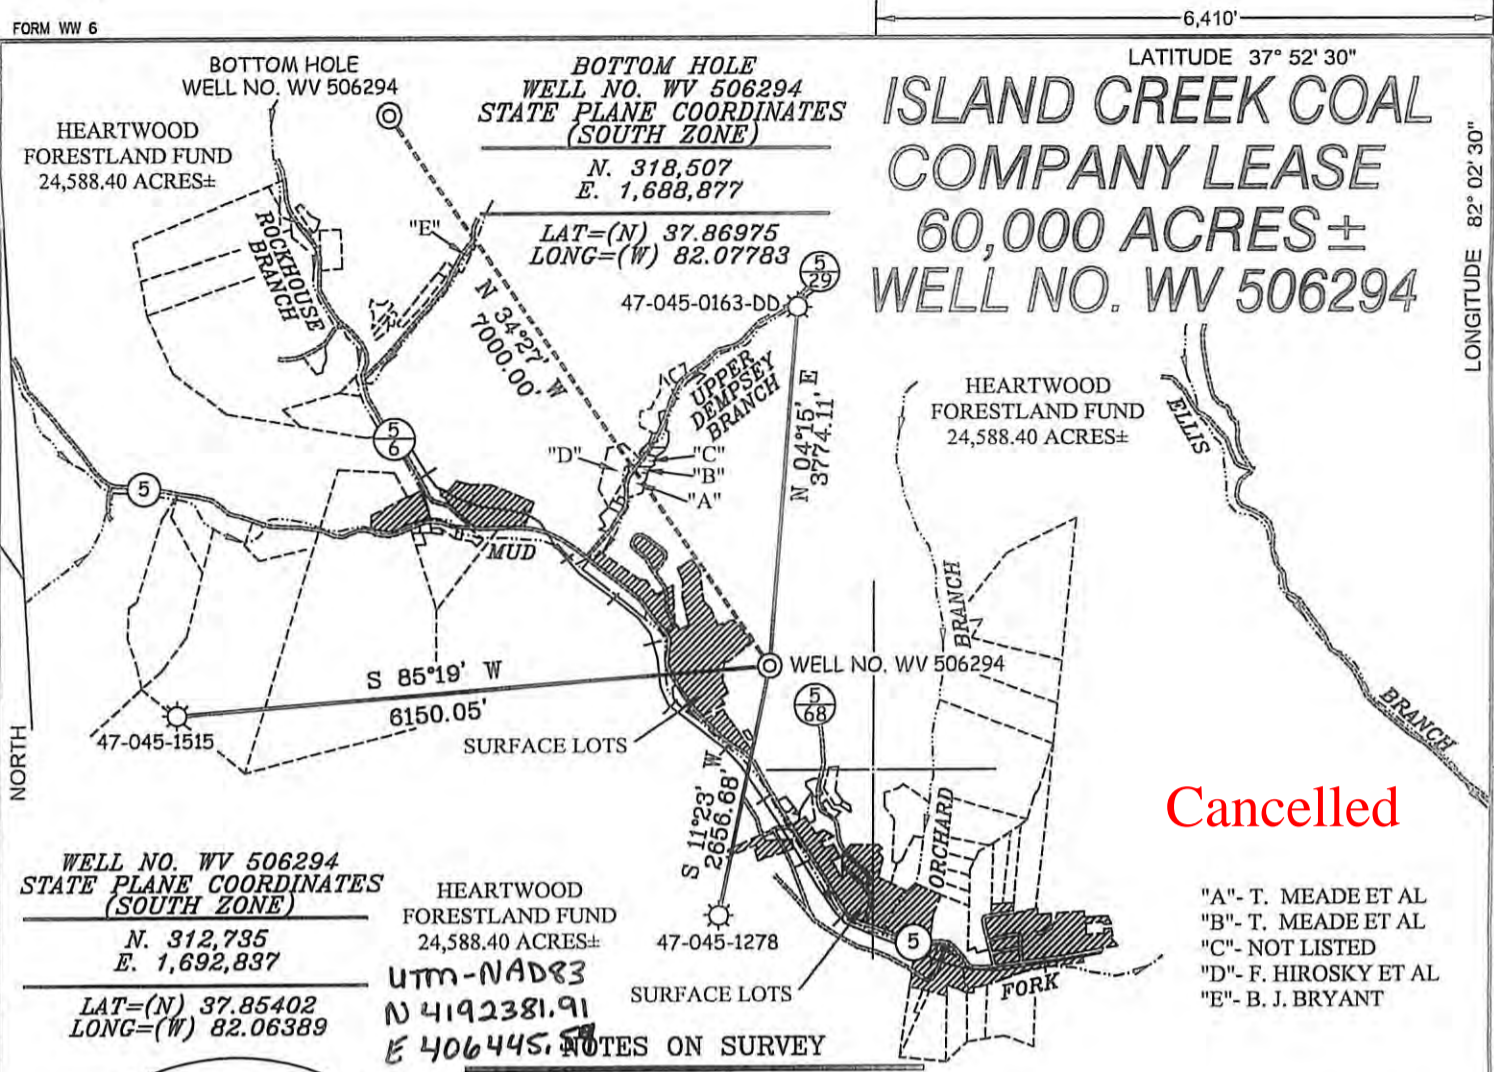 FORM WW 6
6,410'
LATITUDE 37° 52' 30"
BOTTOM HOLE
WELL NO. WV 506294
BOTTOM HOLE
WELL NO. WV 506294
STATE PLANE COORDINATES
(SOUTH ZONE)
N. 318,507
E. 1,688,877
LAT=(N) 37.86975
LONG=(W) 82.07783
ISLAND CREEK COAL
COMPANY LEASE
60,000 ACRES ±
WELL NO. WV 506294
LONGITUDE 82° 02' 30"
HEARTWOOD
FORESTLAND FUND
24,588.40 ACRES±
ROCKHOUSE
BRANCH
"E"
N 34°27' W
7000.00'
5
29
47-045-0163-DD
UPPER
DEMPSEY
BRANCH
N 04°15' E
3774.11'
HEARTWOOD
FORESTLAND FUND
24,588.40 ACRES±
ELLIS
BRANCH
5
6
"D"
"C"
"B"
"A"
5
MUD
BRANCH
WELL NO. WV 506294
S 85°19' W
6150.05'
47-045-1515
SURFACE LOTS
5
68
NORTH
S 11°23' W
2656.68'
ORCHARD
Cancelled
WELL NO. WV 506294
STATE PLANE COORDINATES
(SOUTH ZONE)
N. 312,735
E. 1,692,837
LAT=(N) 37.85402
LONG=(W) 82.06389
HEARTWOOD
FORESTLAND FUND
24,588.40 ACRES±
UTM-NAD83
N 4192381.91
E 406445.
47-045-1278
SURFACE LOTS
5
FORK
"A"- T. MEADE ET AL
"B"- T. MEADE ET AL
"C"- NOT LISTED
"D"- F. HIROSKY ET AL
"E"- B. J. BRYANT
NOTES ON SURVEY